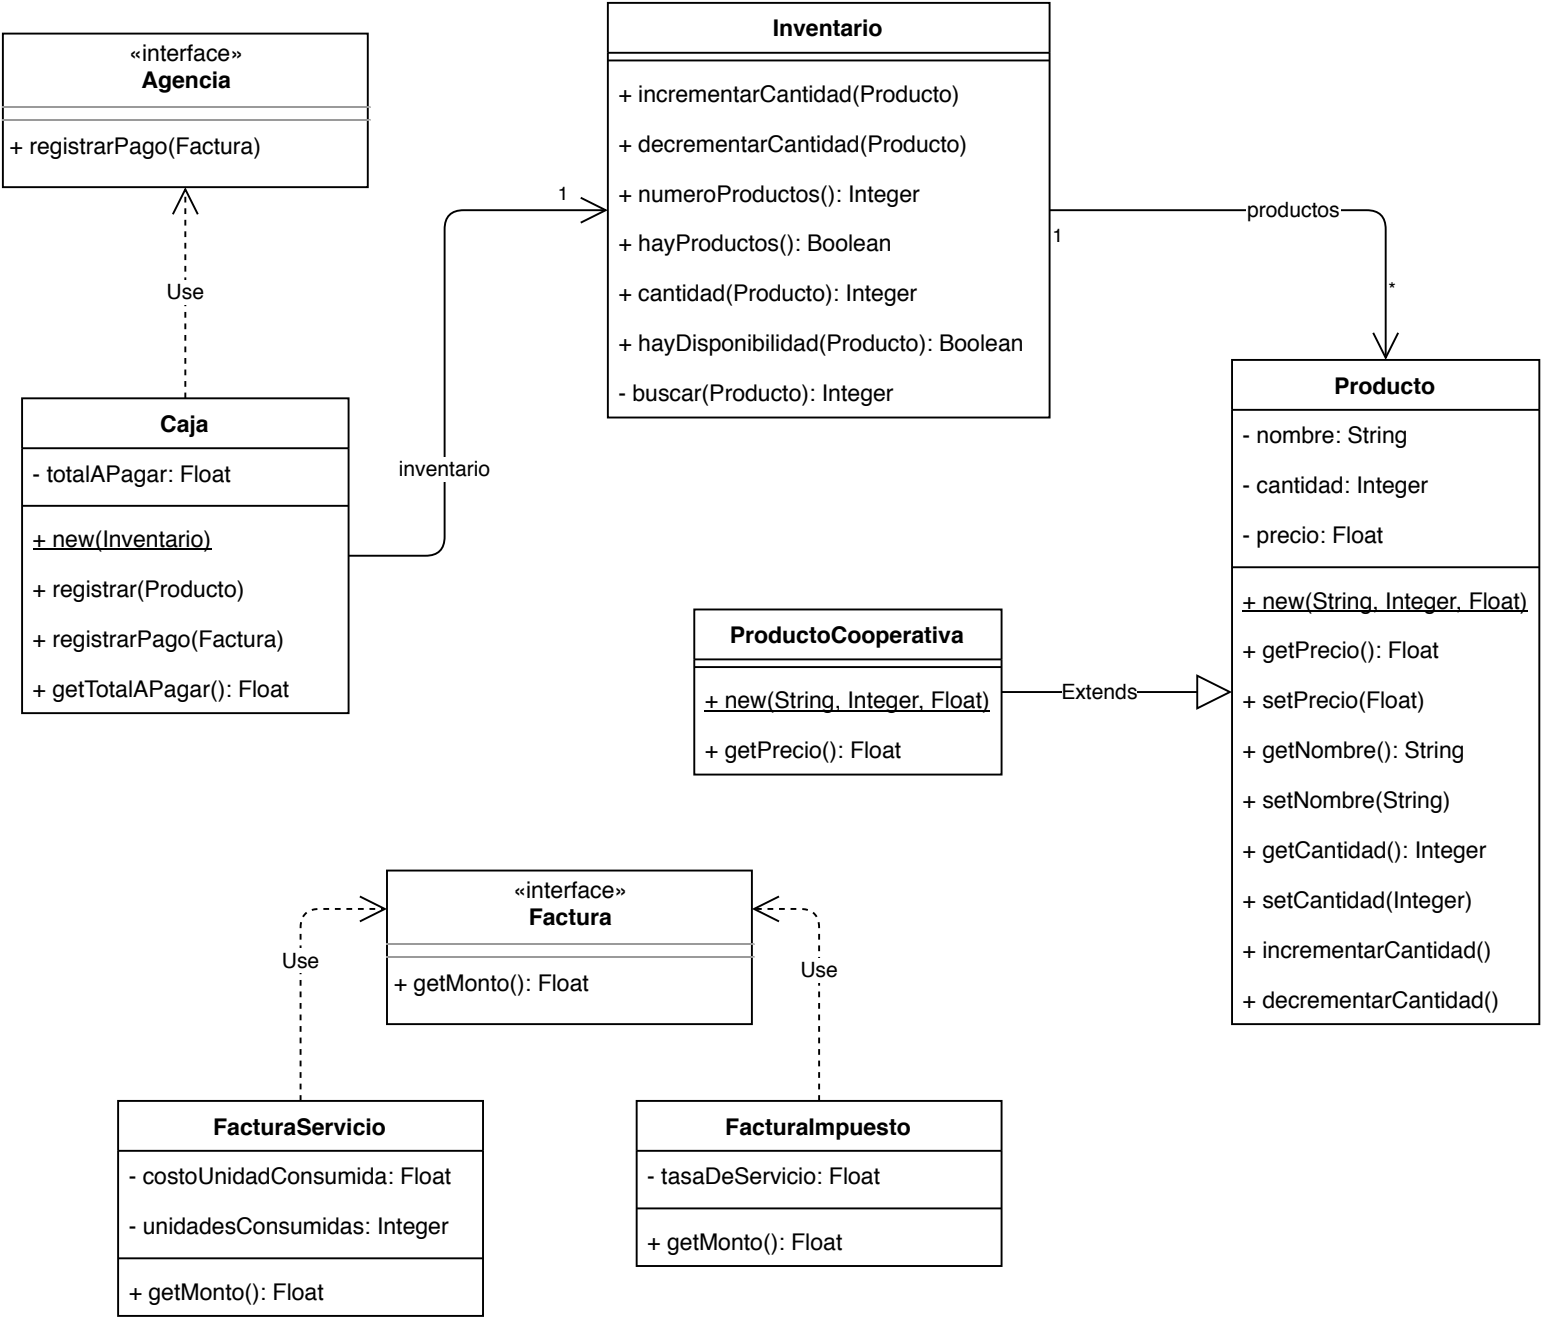 «interface»
Agencia
+ registrarPago(Factura)
Use
Caja
- totalAPagar: Float
+ new(Inventario)
+ registrar(Producto)
+ registrarPago(Factura)
+ getTotalAPagar(): Float
inventario
1
Inventario
+ incrementarCantidad(Producto)
+ decrementarCantidad(Producto)
+ numeroProductos(): Integer
+ hayProductos(): Boolean
+ cantidad(Producto): Integer
+ hayDisponibilidad(Producto): Boolean
- buscar(Producto): Integer
productos
1
*
Producto
- nombre: String
- cantidad: Integer
- precio: Float
+ new(String, Integer, Float)
+ getPrecio(): Float
+ setPrecio(Float)
+ getNombre(): String
+ setNombre(String)
+ getCantidad(): Integer
+ setCantidad(Integer)
+ incrementarCantidad()
+ decrementarCantidad()
ProductoCooperativa
+ new(String, Integer, Float)
+ getPrecio(): Float
Extends
«interface»
Factura
+ getMonto(): Float
Use
Use
FacturaServicio
- costoUnidadConsumida: Float
- unidadesConsumidas: Integer
+ getMonto(): Float
FacturaImpuesto
- tasaDeServicio: Float
+ getMonto(): Float